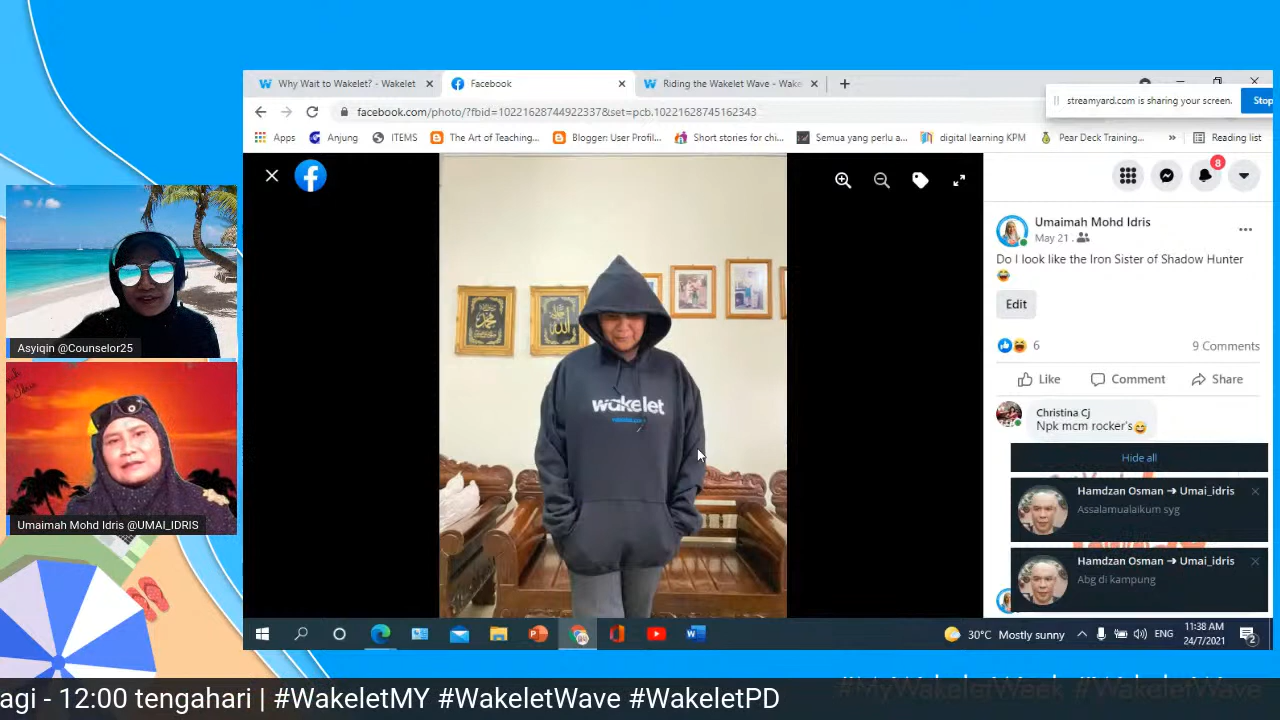 Why Wait to Wakelet? - Wakelet
Facebook
Riding the Wakelet Wave - Wake
facebook.com/photo/?fbid=10221628744922337&set=pcb.10221628745162343
streamyard.com is sharing your screen.
Stop
Apps
Anjung
ITEMS
The Art of Teaching...
Blogger: User Profil...
Short stories for chi...
Semua yang perlu a...
digital learning KPM
Pear Deck Training...
»
Reading list
8
Umaimah Mohd Idris
May 21 .
Do I look like the Iron Sister of Shadow Hunter
Edit
6
9 Comments
Like
Comment
Share
Christina Cj
Npk mcm rocker's
Hide all
Hamdzan Osman ➔ Umai_idris
Assalamualaikum syg
Hamdzan Osman ➔ Umai_idris
Abg di kampung
wakelet
محمد
الله
Asyiqin @Counselor25
Umaimah Mohd Idris @UMAI_IDRIS
30°C Mostly sunny
ENG
11:38 AM
24/7/2021
2
agi - 12:00 tengahari | #WakeletMY #WakeletWave #WakeletPD
#MyWakeletWeek #WakeletWave